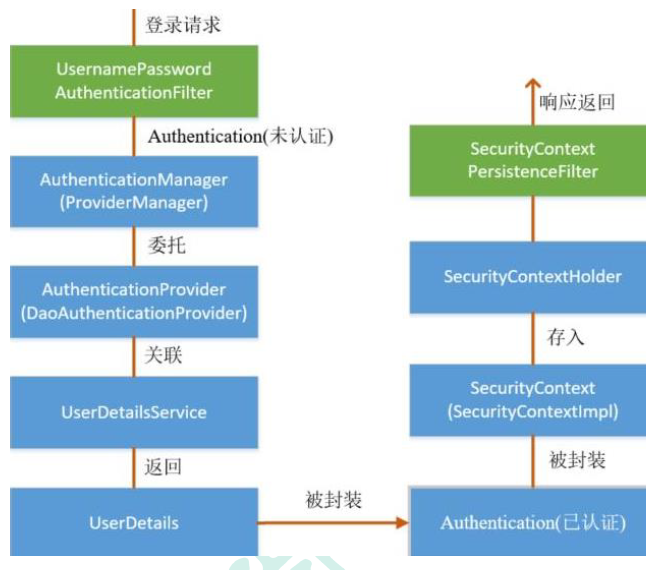 登录请求
UsernamePassword
AuthenticationFilter
Authentication(未认证)
AuthenticationManager
(ProviderManager)
委托
AuthenticationProvider
(DaoAuthenticationProvider)
关联
UserDetailsService
返回
UserDetails
被封装
Authentication(已认证)
被封装
SecurityContext
(SecurityContextImpl)
存入
SecurityContextHolder
SecurityContext
PersistenceFilter
响应返回